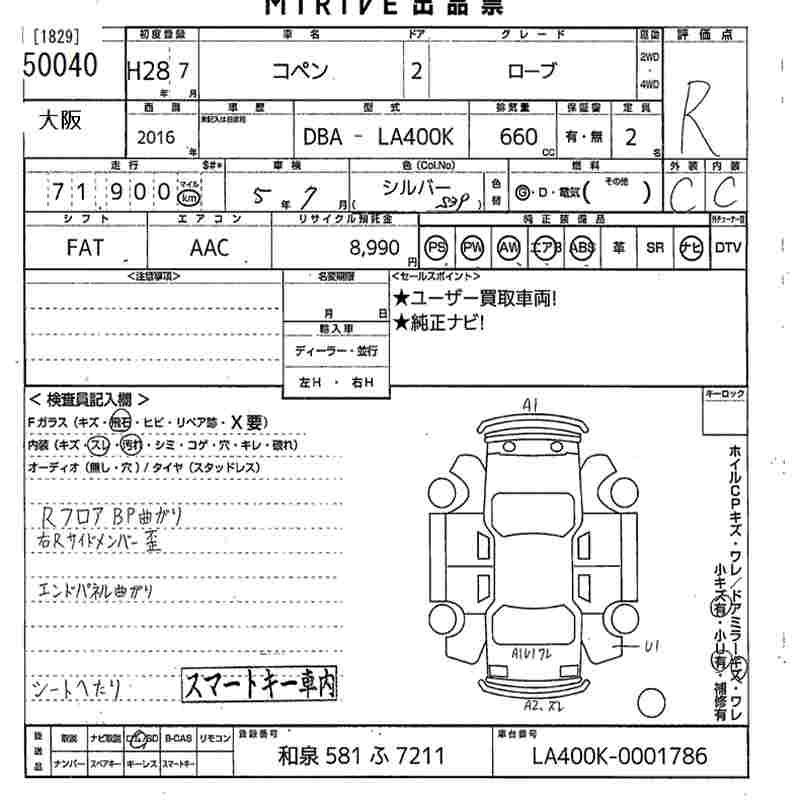 MIRIVE 出品票
[1829] 初度登録 車名 ドア グレード 駆動 評価点
50040 H28 7 コペン 2 ローブ 2WD ・ 4WD R
年 月
大阪 西暦 車歴 型式 排気量 保証書 定員
2016 年 DBA - LA400K 660 CC 有・無 2 名
走行 $#* 車検 色 (Col.No) 燃料 外装 内装
71900 マイル km 5年 7月 シルバー ( S28 ) 色替 G・D・電気( その他 ) C C
シフト エアコン リサイクル預託金 純正装備品
FAT AAC 8,990 円 PS PW AW エアB ABS 革 SR ナビ DTV
<注意事項> 名変期限 <セールスポイント>
★ユーザー買取車両!
月 日 ★純正ナビ!
輸入車
ディーラー・並行
左H ・ 右H
< 検査員記入欄 > キーロック
Fガラス (キズ・飛石・ヒビ・リペア跡・X要)
内装 (キズ・スレ・汚れ・シミ・コゲ・穴・キレ・破れ)
オーディオ (無し・穴) / タイヤ (スタッドレス)
Rフロア BP曲がり
右Rサイドメンバー歪
エンドパネル曲がり
シートへたり
スマートキー車内
A1
U1
A1U1ワレ
A2.ズレ
ホイルCPキズ・ワレ/ドアミラーキズ・ワレ
小キズ有・小U有・補修有
後送品 取説 ナビ取説 SD B-CAS リモコン 登録番号 車台番号
ナンバー スペアキー キーレス スマートキー 和泉 581 ふ 7211 LA400K-0001786